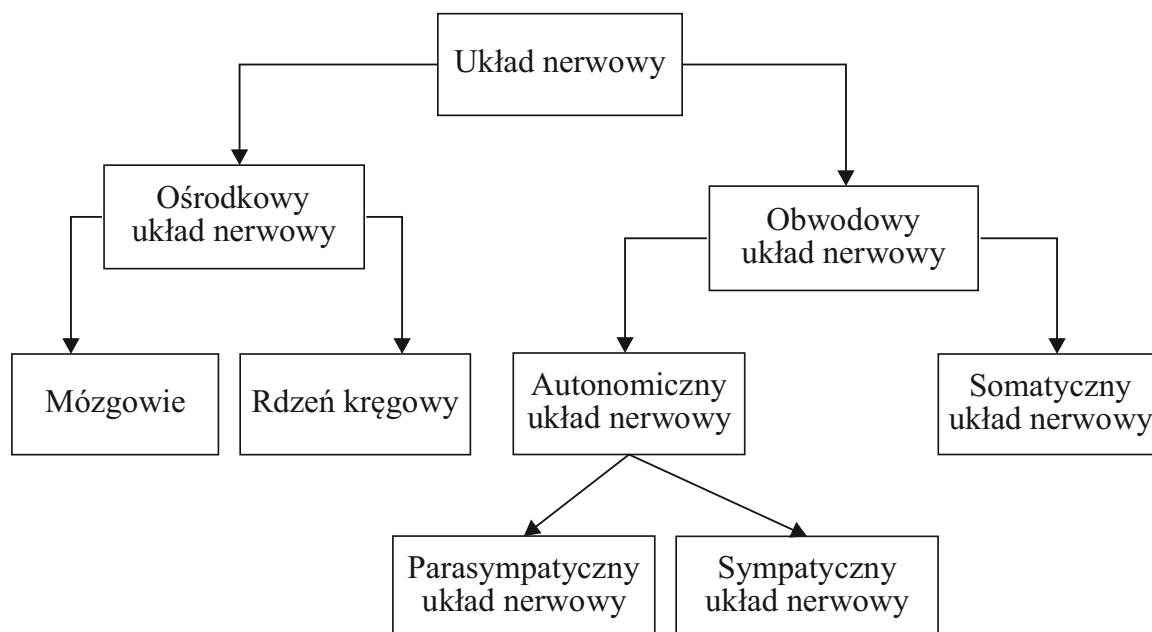 Układ nerwowy
Ośrodkowy
układ nerwowy
Obwodowy
układ nerwowy
Mózgowie
Rdzeń kręgowy
Autonomiczny
układ nerwowy
Somatyczny
układ nerwowy
Parasympatyczny
układ nerwowy
Sympatyczny
układ nerwowy